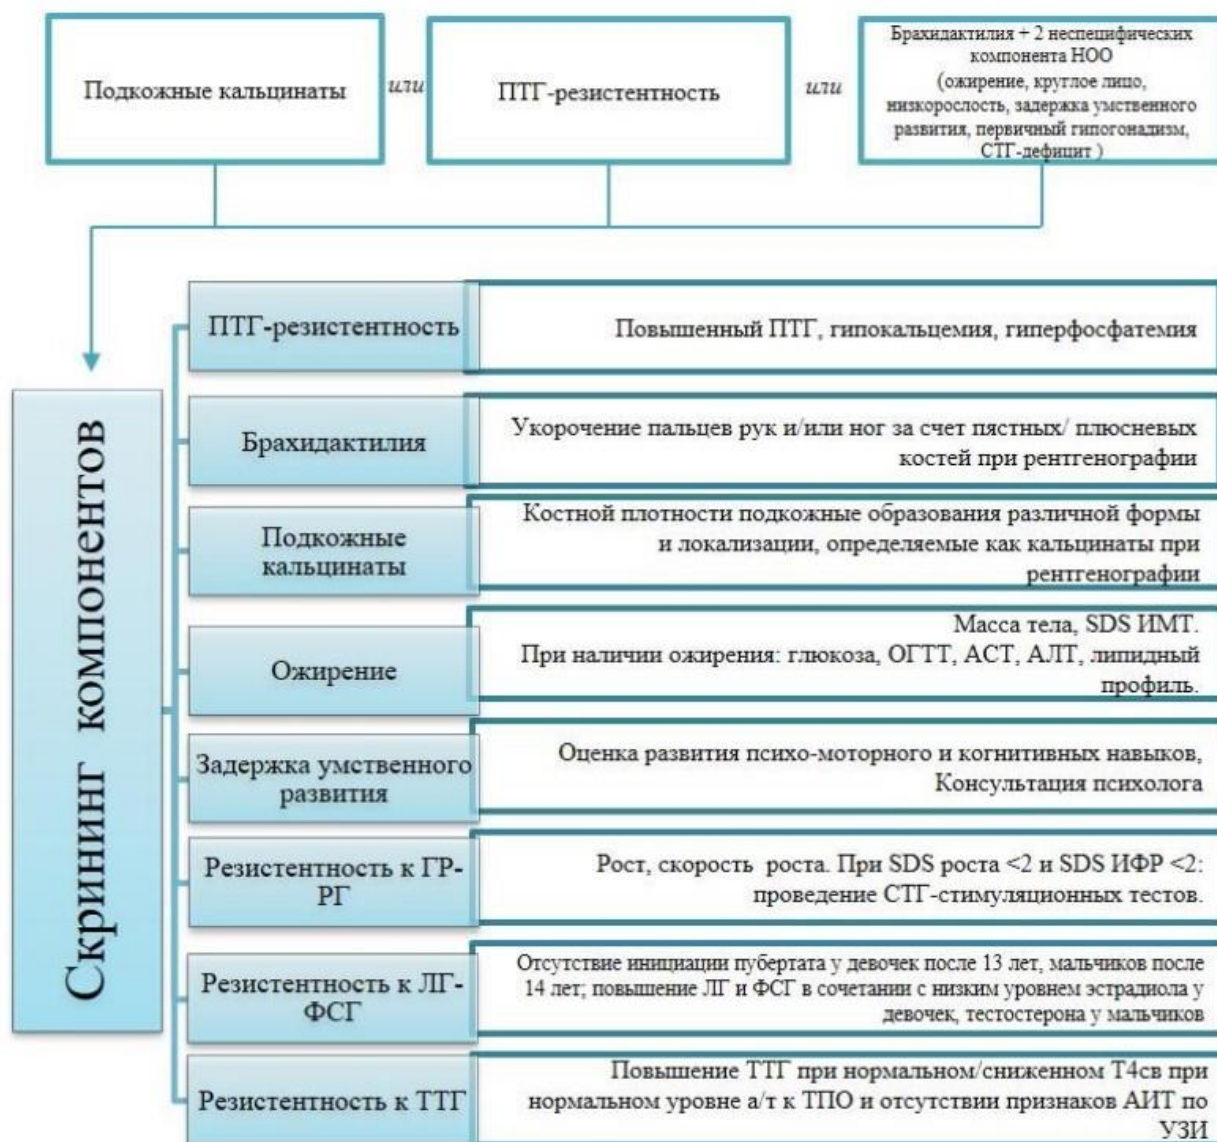 Подкожные кальцинаты
или
ПТГ-резистентность
или
Брахидактилия + 2 неспецифических
компонента НОО
(ожирение, круглое лицо,
низкорослость, задержка умственного
развития, первичный гипогонадизм,
СТГ-дефицит )
Скрининг компонентов
ПТГ-резистентность
Повышенный ПТГ, гипокальцемия, гиперфосфатемия
Брахидактилия
Укорочение пальцев рук и/или ног за счет пястных/ плюсневых
костей при рентгенографии
Подкожные
кальцинаты
Костной плотности подкожные образования различной формы
и локализации, определяемые как кальцинаты при
рентгенографии
Ожирение
Масса тела, SDS ИМТ.
При наличии ожирения: глюкоза, ОГТТ, АСТ, АЛТ, липидный
профиль.
Задержка умственного
развития
Оценка развития психо-моторного и когнитивных навыков,
Консультация психолога
Резистентность к ГР-
РГ
Рост, скорость роста. При SDS роста <2 и SDS ИФР <2:
проведение СТГ-стимуляционных тестов.
Резистентность к ЛГ-
ФСГ
Отсутствие инициации пубертата у девочек после 13 лет, мальчиков после
14 лет; повышение ЛГ и ФСГ в сочетании с низким уровнем эстрадиола у
девочек, тестостерона у мальчиков
Резистентность к ТТГ
Повышение ТТГ при нормальном/сниженном Т4св при
нормальном уровне а/т к ТПО и отсутствии признаков АИТ по
УЗИ